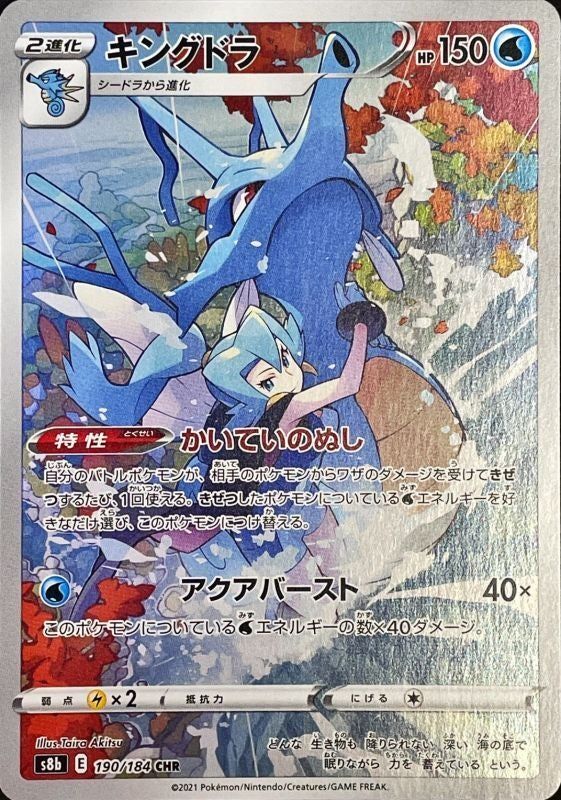 2進化
キングドラ
HP150
シードラから進化
特性 とくせい
かいていのぬし
自分のバトルポケモンが、相手のポケモンからワザのダメージを受けてきぜ
つするたび、1回使える。きぜつしたポケモンについているエネルギーを好
きなだけ選び、このポケモンにつけ替える。
アクアバースト 40×
このポケモンについているエネルギーの数×40ダメージ。
弱点 ×2 抵抗力 にげる
Illus. Taira Akitsu
s8b E 190/184 CHR
どんな 生き物も 降りられない 深い 海の底で
眠りながら 力を 蓄えている という。
©2021 Pokémon/Nintendo/Creatures/GAME FREAK.